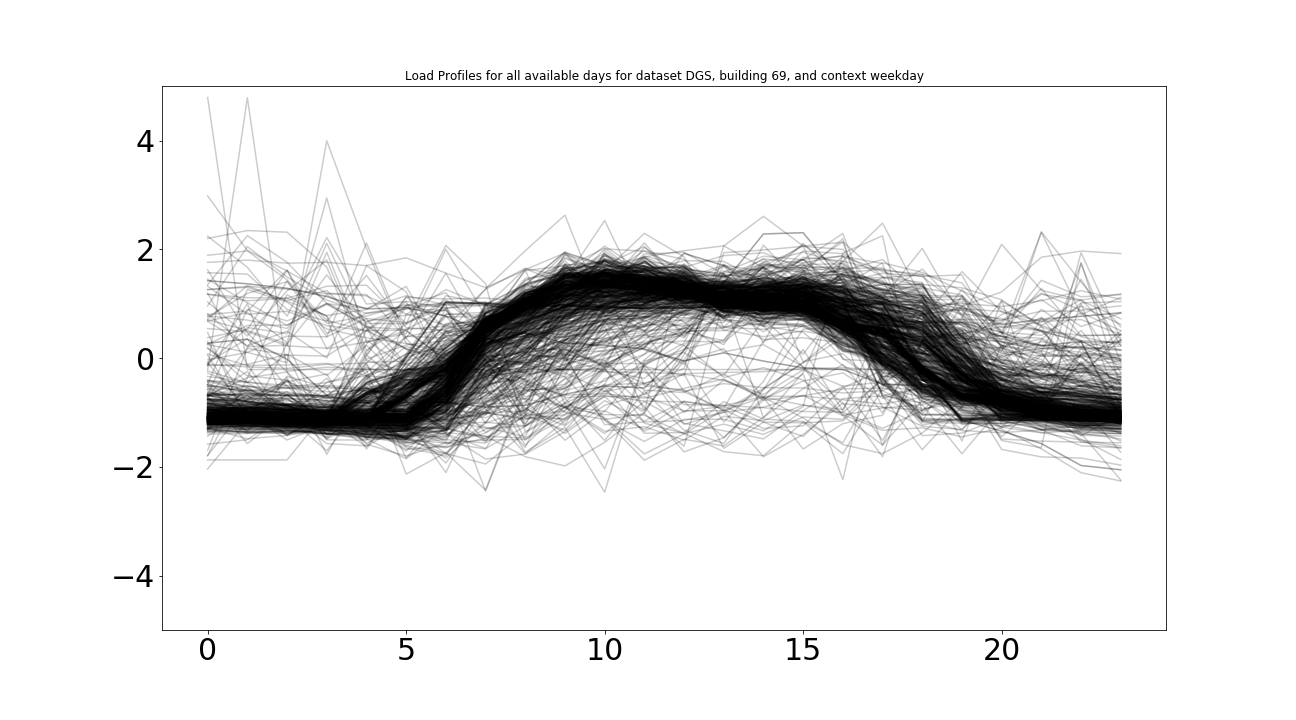 Load Profiles for all available days for dataset DGS, building 69, and context weekday
4
2
0
−2
−4
0 5 10 15 20